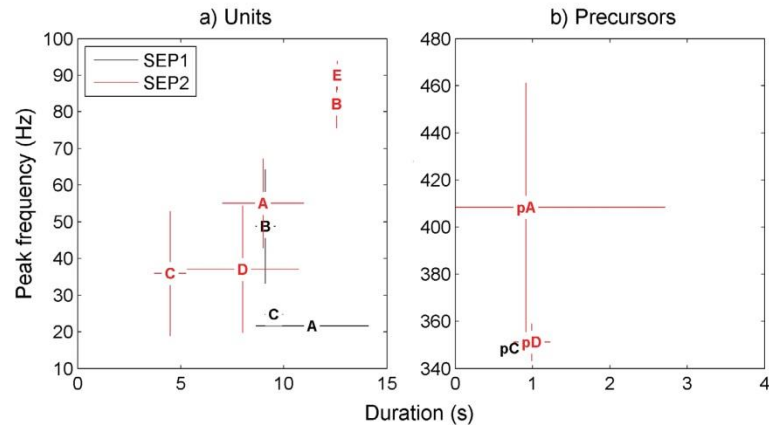 a) Units
b) Precursors
SEP1
SEP2
Peak frequency (Hz)
100
90
80
70
60
50
40
30
20
10
E
B
A
B
C
D
C
A
0
5
10
15
480
460
440
420
400
380
360
340
pA
pC
pD
0
1
2
3
4
Duration (s)